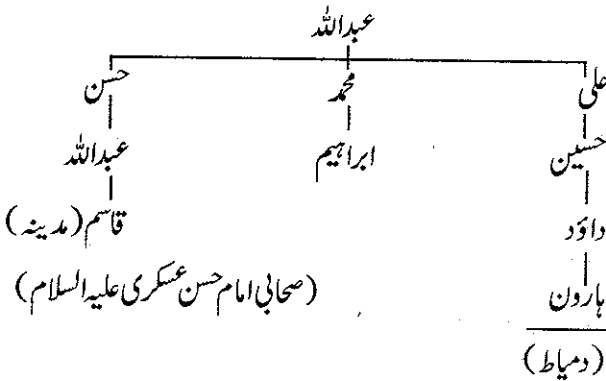 عبداللہ
علی محمد حسن
حسین ابراہیم عبداللہ
داؤد قاسم (مدینہ)
ہارون (صحابی امام حسن عسکری علیہ السلام)
(دمیاط)